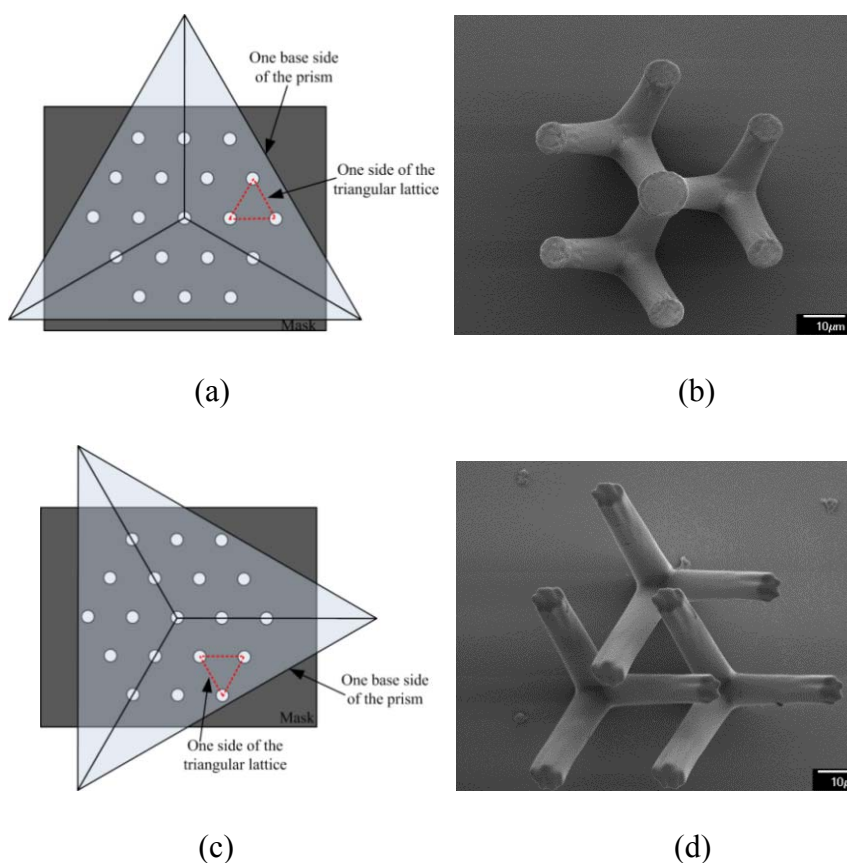 One base side
of the prism
One side of the
triangular lattice
Mask
10μm
(a)
(b)
One base side
of the prism
Mask
One side of the
triangular lattice
10μ
(c)
(d)